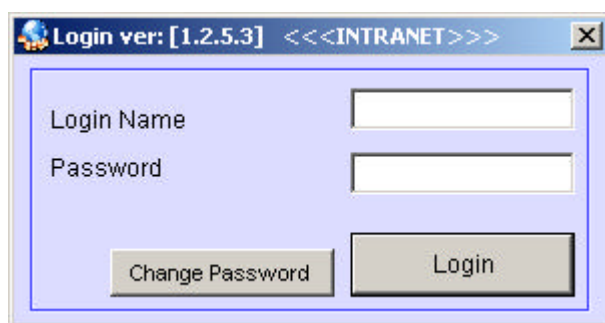 Login ver: [1.2.5.3] <<<INTRANET>>>
Login Name
Password
Change Password
Login